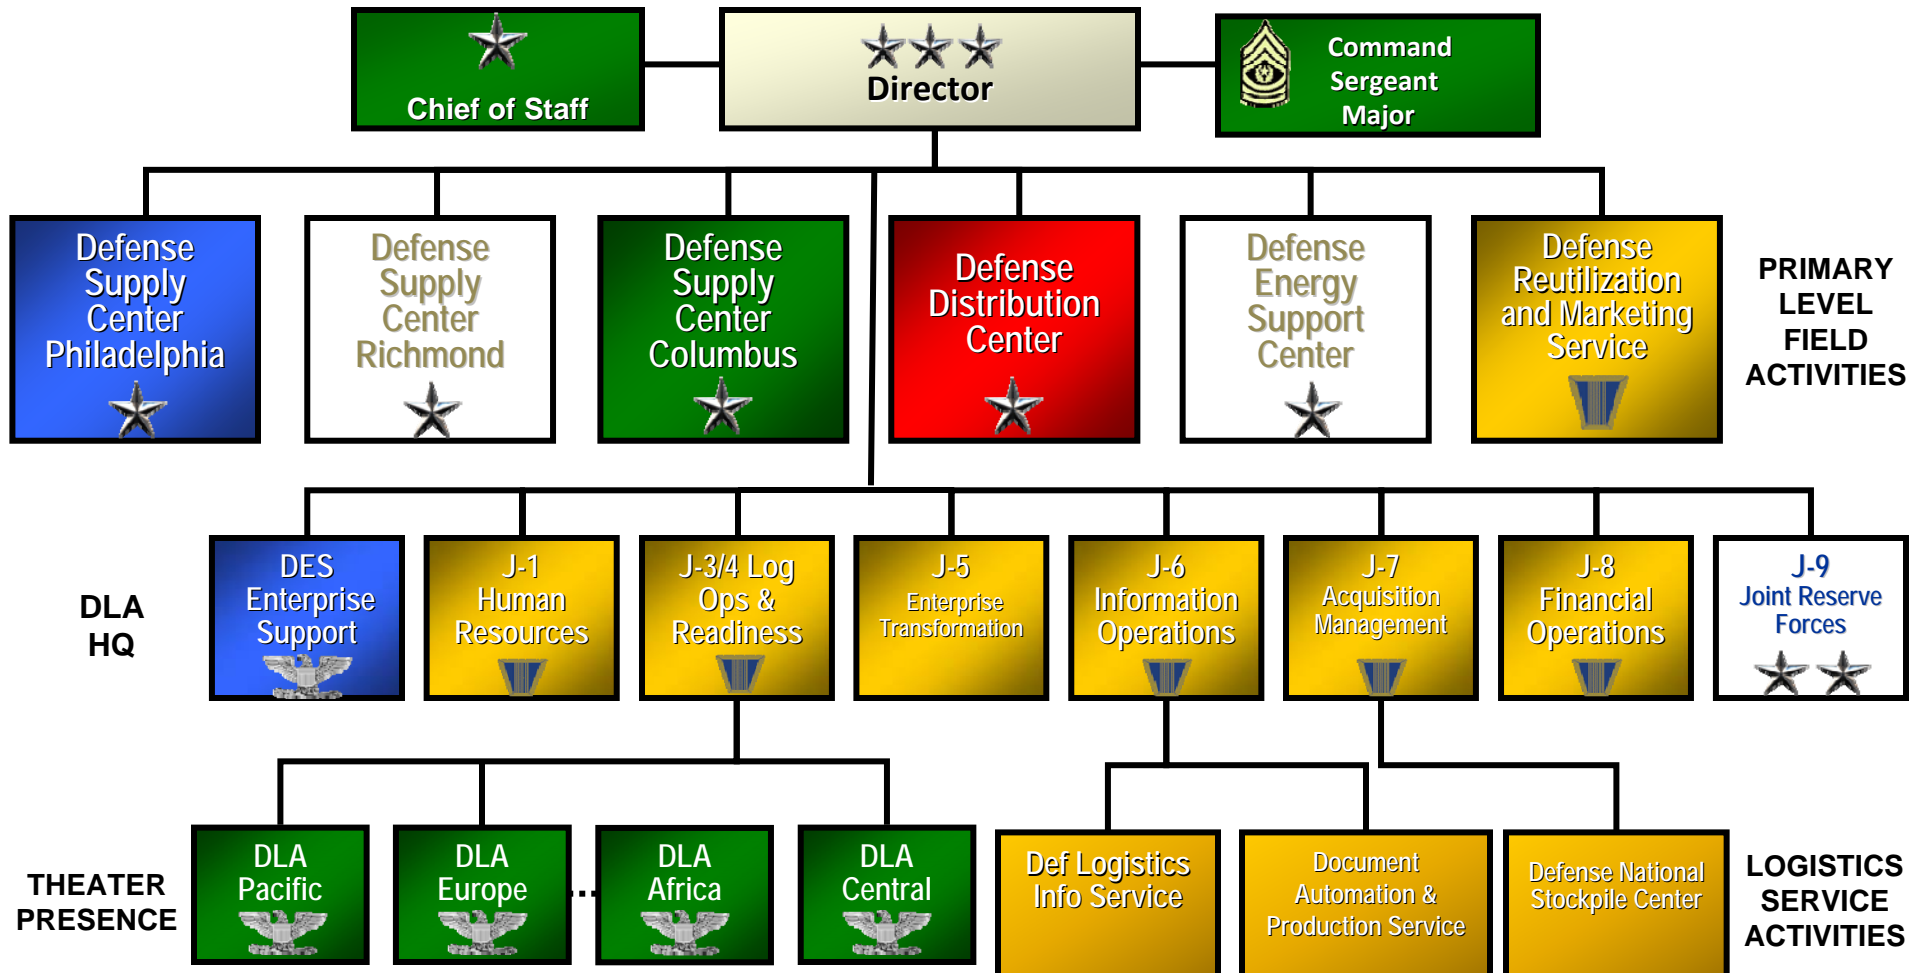 Chief of Staff
Director
Command
Sergeant
Major
Defense
Supply
Center
Philadelphia
Defense
Supply
Center
Richmond
Defense
Supply
Center
Columbus
Defense
Distribution
Center
Defense
Energy
Support
Center
Defense
Reutilization
and Marketing
Service
PRIMARY
LEVEL
FIELD
ACTIVITIES
DLA
HQ
DES
Enterprise
Support
J-1
Human
Resources
J-3/4 Log
Ops &
Readiness
J-5
Enterprise
Transformation
J-6
Information
Operations
J-7
Acquisition
Management
J-8
Financial
Operations
J-9
Joint Reserve
Forces
THEATER
PRESENCE
DLA
Pacific
DLA
Europe
DLA
Africa
DLA
Central
Def Logistics
Info Service
Document
Automation &
Production Service
Defense National
Stockpile Center
LOGISTICS
SERVICE
ACTIVITIES